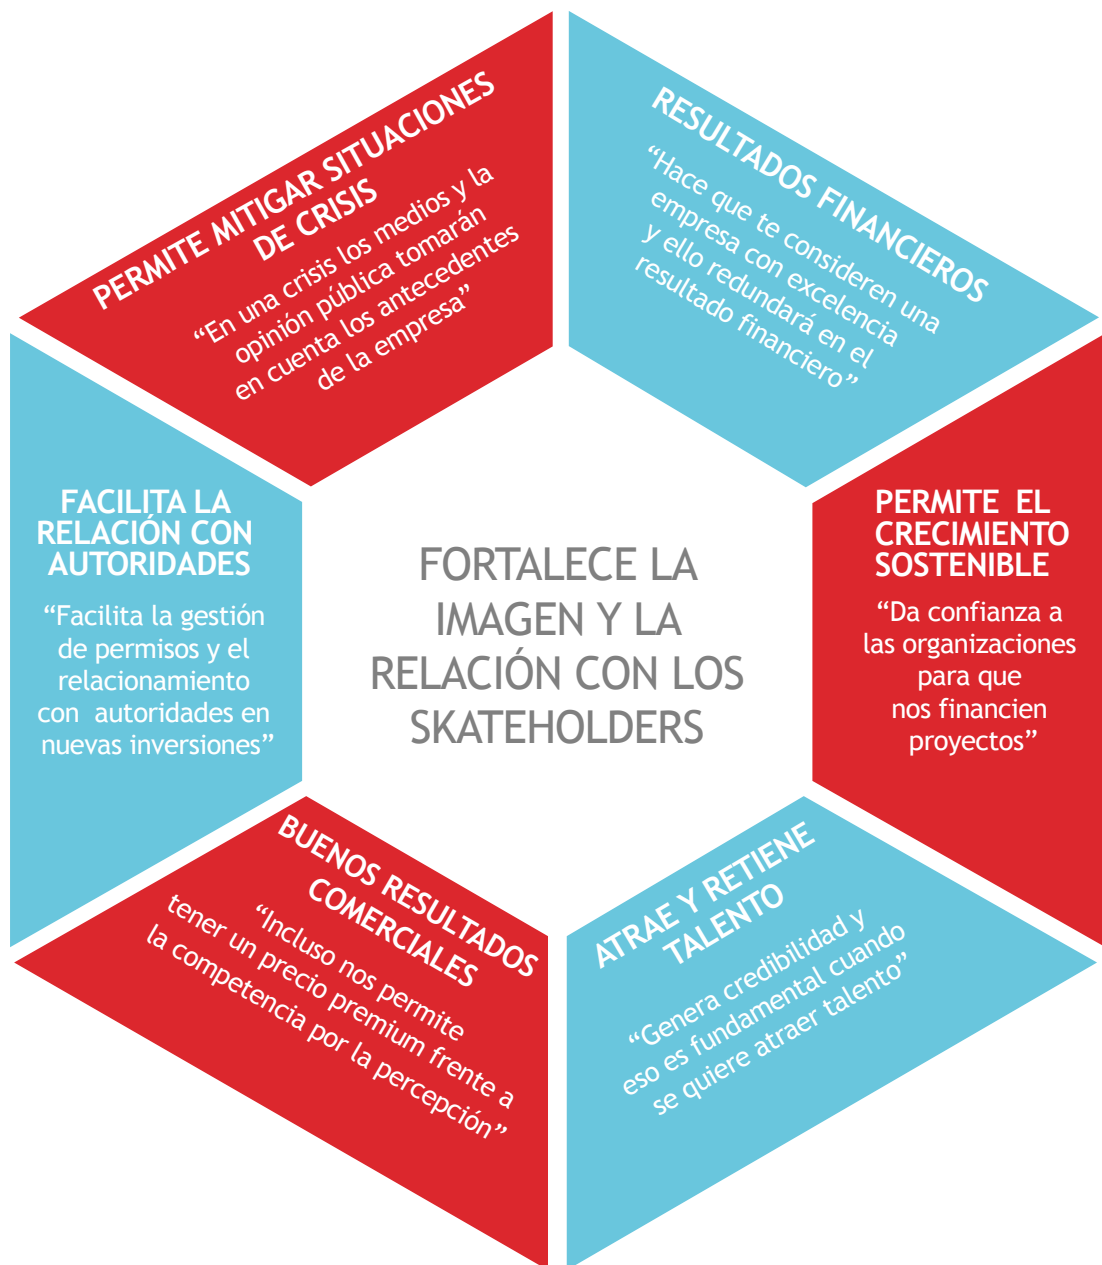 PERMITE MITIGAR SITUACIONES
DE CRISIS
“En una crisis los medios y la
opinión pública tomarán
en cuenta los antecedentes
de la empresa”
RESULTADOS FINANCIEROS
“Hace que te consideren una
empresa con excelencia
y ello redundará en el
resultado financiero”
FACILITA LA
RELACIÓN CON
AUTORIDADES
“Facilita la gestión
de permisos y el
relacionamiento
con autoridades en
nuevas inversiones”
FORTALECE LA
IMAGEN Y LA
RELACIÓN CON LOS
SKATEHOLDERS
PERMITE EL
CRECIMIENTO
SOSTENIBLE
“Da confianza a
las organizaciones
para que
nos financien
proyectos”
BUENOS RESULTADOS
COMERCIALES
“Incluso nos permite
tener un precio premium frente a
la competencia por la percepción”
ATRAE Y RETIENE
TALENTO
“Genera credibilidad y
eso es fundamental cuando
se quiere atraer talento”